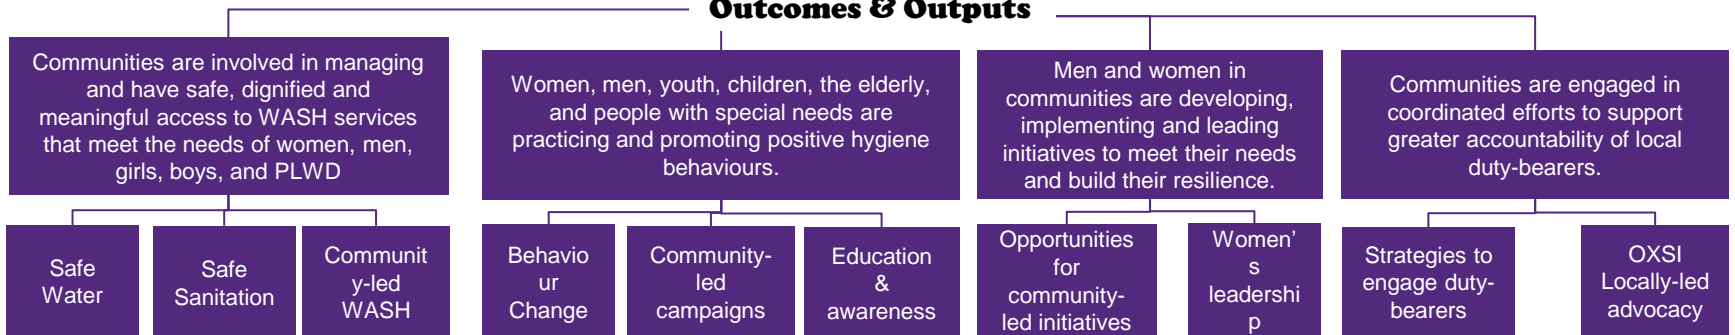 Outcomes & Outputs
Communities are involved in managing
and have safe, dignified and
meaningful access to WASH services
that meet the needs of women, men,
girls, boys, and PLWD
Women, men, youth, children, the elderly,
and people with special needs are
practicing and promoting positive hygiene
behaviours.
Men and women in
communities are developing,
implementing and leading
initiatives to meet their needs
and build their resilience.
Communities are engaged in
coordinated efforts to support
greater accountability of local
duty-bearers.
Safe
Water
Safe
Sanitation
Communit
y-led
WASH
Behavio
ur
Change
Community-
led
campaigns
Education
&
awareness
Opportunities
for
community-
led initiatives
Women'
s
leadershi
p
Strategies to
engage duty-
bearers
OXSI
Locally-led
advocacy